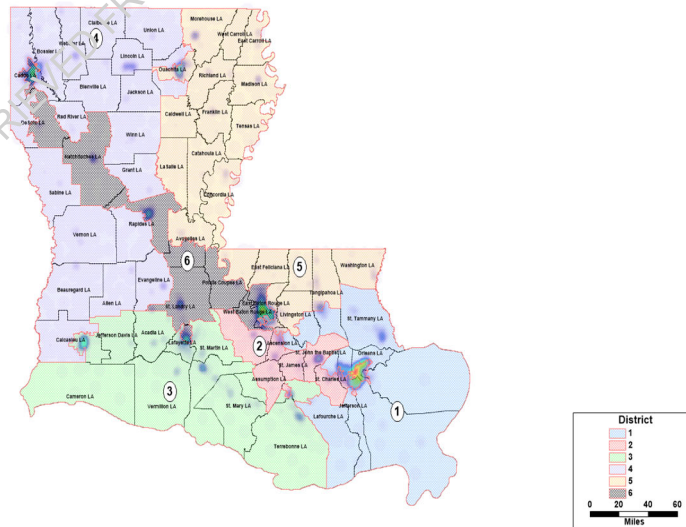 Claiborne LA
Union LA
Morehouse LA
West Carroll LA
East Carroll LA
Webster LA
Bossier LA
4
Lincoln LA
Ouachita LA
Richland LA
Madison LA
Caddo LA
Bienville LA
Jackson LA
Franklin LA
Red River LA
Caldwell LA
Tensas LA
DeSoto LA
Winn LA
Natchitoches LA
Catahoula LA
Grant LA
LaSalle LA
Sabine LA
Concordia LA
Rapides LA
Vernon LA
Avoyelles LA
6
5
East Feliciana LA
Washington LA
Pointe Coupee LA
Evangeline LA
Beauregard LA
Tangipahoa LA
Allen LA
St. Landry LA
East Baton Rouge LA
West Baton Rouge LA
Livingston LA
St. Tammany LA
Jefferson Davis LA
Acadia LA
Calcasieu LA
Lafayette LA
St. Martin LA
2
Ascension LA
St. John the Baptist LA
Orleans LA
St. James LA
Assumption LA
St. Charles LA
3
Cameron LA
Vermilion LA
St. Mary LA
Jefferson LA
1
Lafourche LA
Terrebonne LA
District
1
2
3
4
5
6
0 20 40 60
Miles